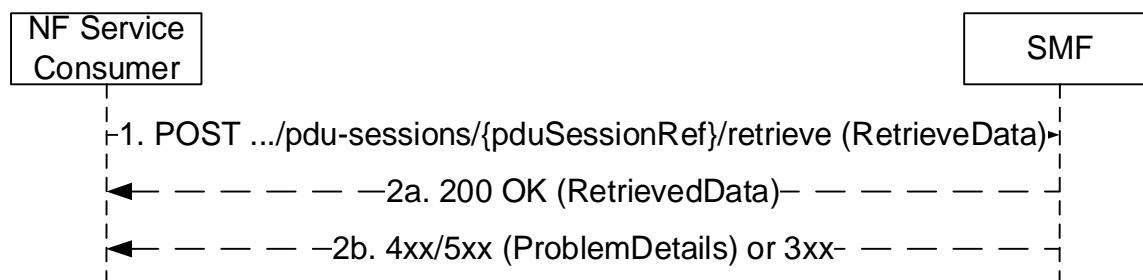 NF Service
Consumer
SMF
1. POST .../pdu-sessions/{pduSessionRef}/retrieve (RetrieveData)
2a. 200 OK (RetrievedData)
2b. 4xx/5xx (ProblemDetails) or 3xx